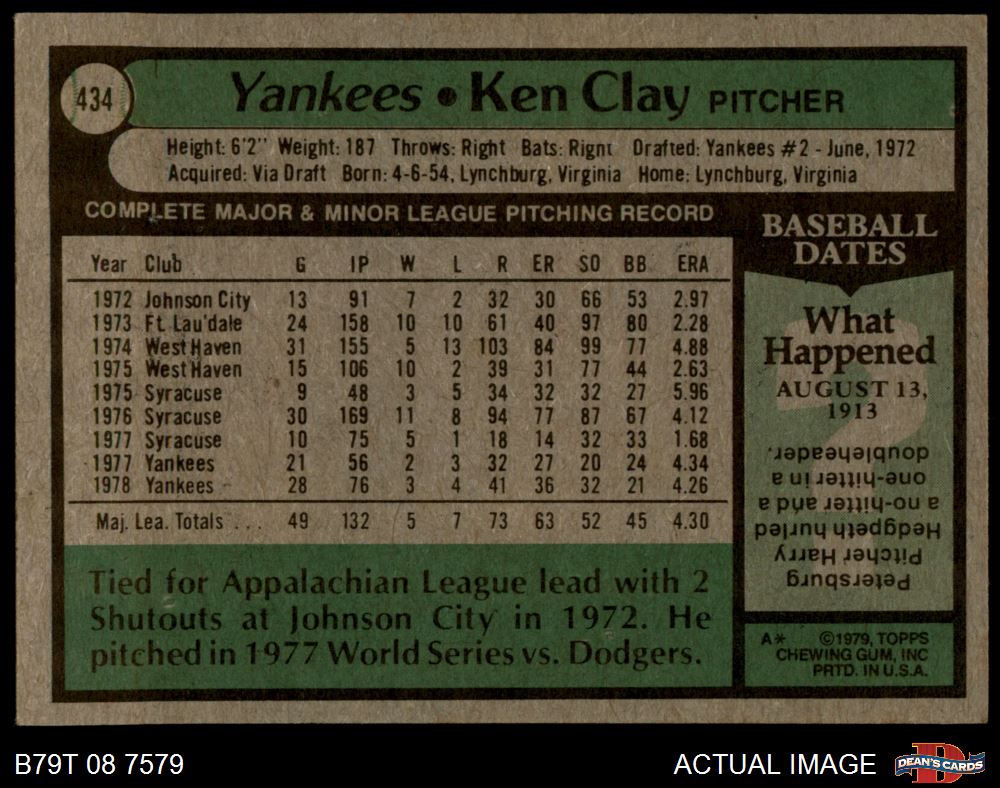 434
Yankees • Ken Clay PITCHER
Height: 6'2" Weight: 187 Throws: Right Bats: Right Drafted: Yankees #2 - June, 1972
Acquired: Via Draft Born: 4-6-54, Lynchburg, Virginia Home: Lynchburg, Virginia
COMPLETE MAJOR & MINOR LEAGUE PITCHING RECORD
Year Club G IP W L R ER SO BB ERA
1972 Johnson City 13 91 7 2 32 30 66 53 2.97
1973 Ft. Lau'dale 24 158 10 10 61 40 97 80 2.28
1974 West Haven 31 155 5 13 103 84 99 77 4.88
1975 West Haven 15 106 10 2 39 31 77 44 2.63
1975 Syracuse 9 48 3 5 34 32 32 27 5.96
1976 Syracuse 30 169 11 8 94 77 87 67 4.12
1977 Syracuse 10 75 5 1 18 14 32 33 1.68
1977 Yankees 21 56 2 3 32 27 20 24 4.34
1978 Yankees 28 76 3 4 41 36 32 21 4.26
Maj. Lea. Totals . . . 49 132 5 7 73 63 52 45 4.30
Tied for Appalachian League lead with 2
Shutouts at Johnson City in 1972. He
pitched in 1977 World Series vs. Dodgers.
BASEBALL
DATES
What
Happened
AUGUST 13,
1913
Petersburg
Pitcher Harry
Hedgpeth hurled
a no-hitter and a
one-hitter in a
doubleheader.
A* ©1979, TOPPS
CHEWING GUM, INC
PRTD. IN U.S.A.
B79T 08 7579
ACTUAL IMAGE
D
DEAN'S CARDS